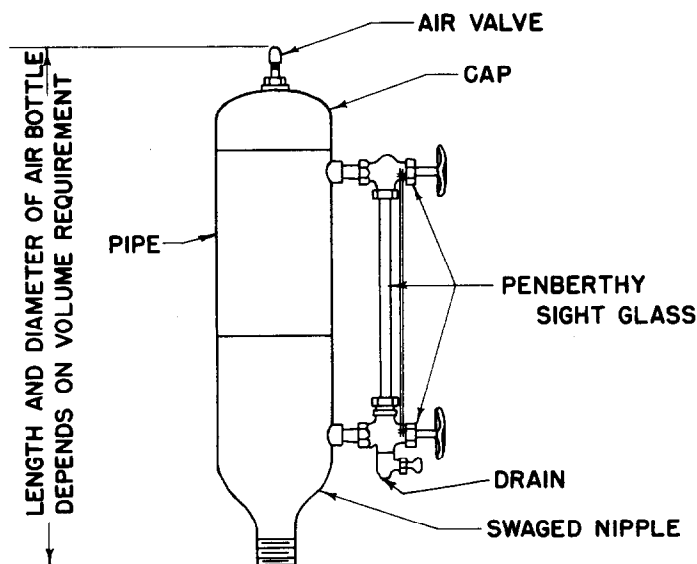 AIR VALVE
CAP
PIPE
PENBERTHY
SIGHT GLASS
DRAIN
SWAGED NIPPLE
LENGTH AND DIAMETER OF AIR BOTTLE
DEPENDS ON VOLUME REQUIREMENT